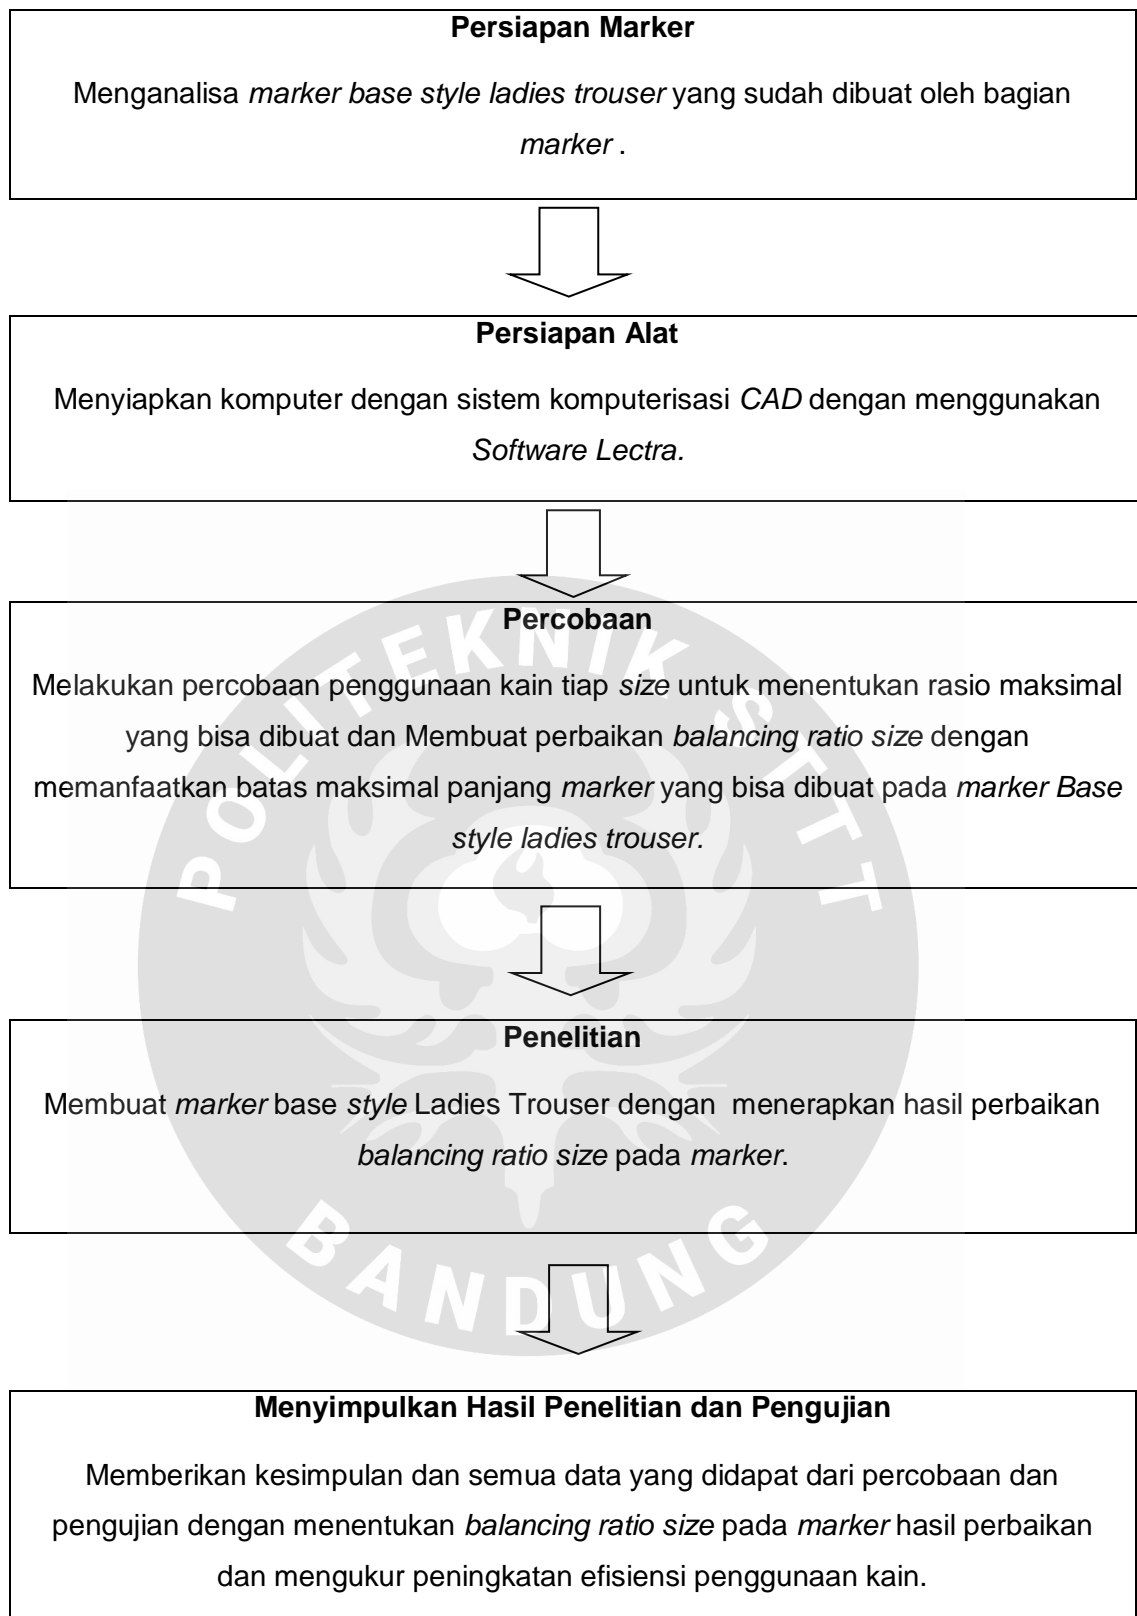 Persiapan Marker
Menganalisa marker base style ladies trouser yang sudah dibuat oleh bagian
marker .
Persiapan Alat
Menyiapkan komputer dengan sistem komputerisasi CAD dengan menggunakan
Software Lectra.
Percobaan
Melakukan percobaan penggunaan kain tiap size untuk menentukan rasio maksimal
yang bisa dibuat dan Membuat perbaikan balancing ratio size dengan
memanfaatkan batas maksimal panjang marker yang bisa dibuat pada marker Base
style ladies trouser.
Penelitian
Membuat marker base style Ladies Trouser dengan menerapkan hasil perbaikan
balancing ratio size pada marker.
Menyimpulkan Hasil Penelitian dan Pengujian
Memberikan kesimpulan dan semua data yang didapat dari percobaan dan
pengujian dengan menentukan balancing ratio size pada marker hasil perbaikan
dan mengukur peningkatan efisiensi penggunaan kain.
POLITEKNIK STTT
BANDUNG